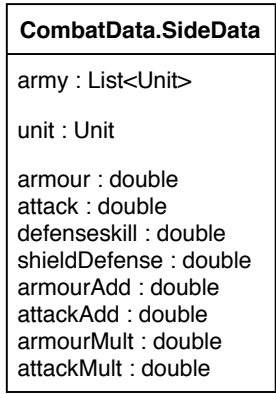 CombatData.SideData
army : List<Unit>
unit : Unit
armour : double
attack : double
defenseskill : double
shieldDefense : double
armourAdd : double
attackAdd : double
armourMult : double
attackMult : double